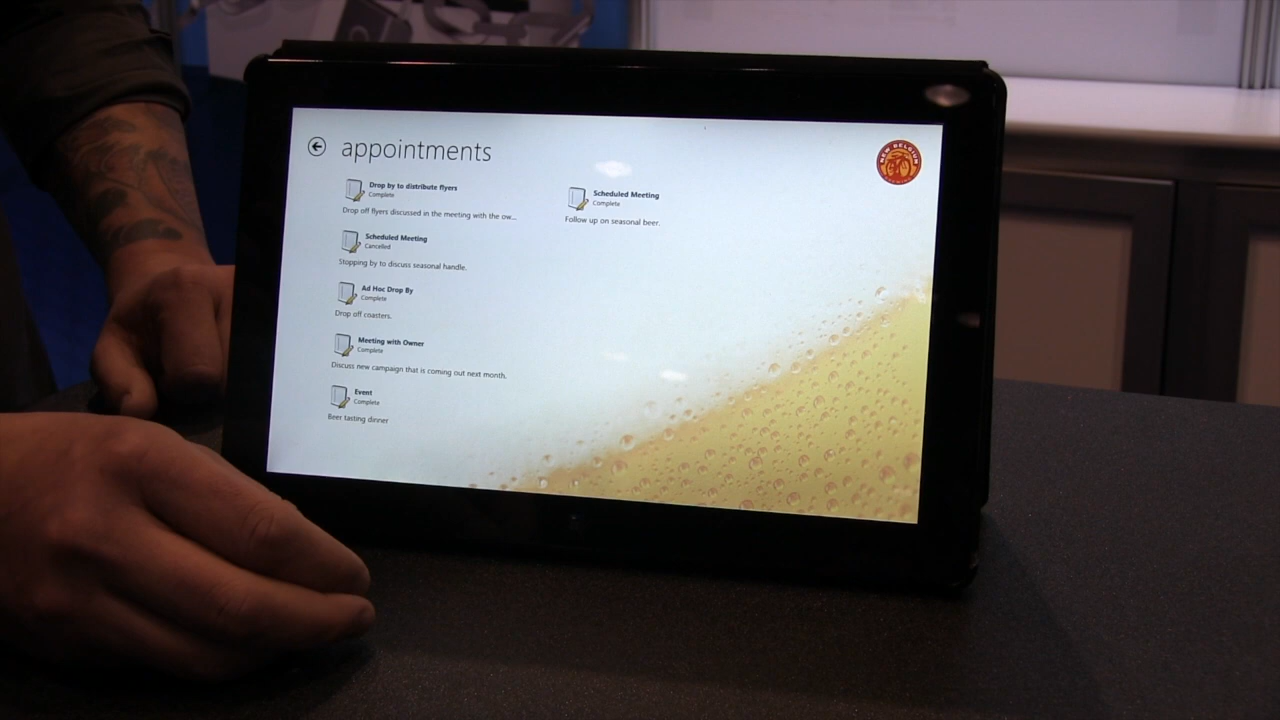 appointments
NEW BELGIUM
BREWING
Drop by to distribute flyers
Complete
Drop off flyers discussed in the meeting with the ow...
Scheduled Meeting
Cancelled
Stopping by to discuss seasonal handle.
Ad Hoc Drop By
Complete
Drop off coasters.
Meeting with Owner
Complete
Discuss new campaign that is coming out next month.
Event
Complete
Beer tasting dinner
Scheduled Meeting
Complete
Follow up on seasonal beer.